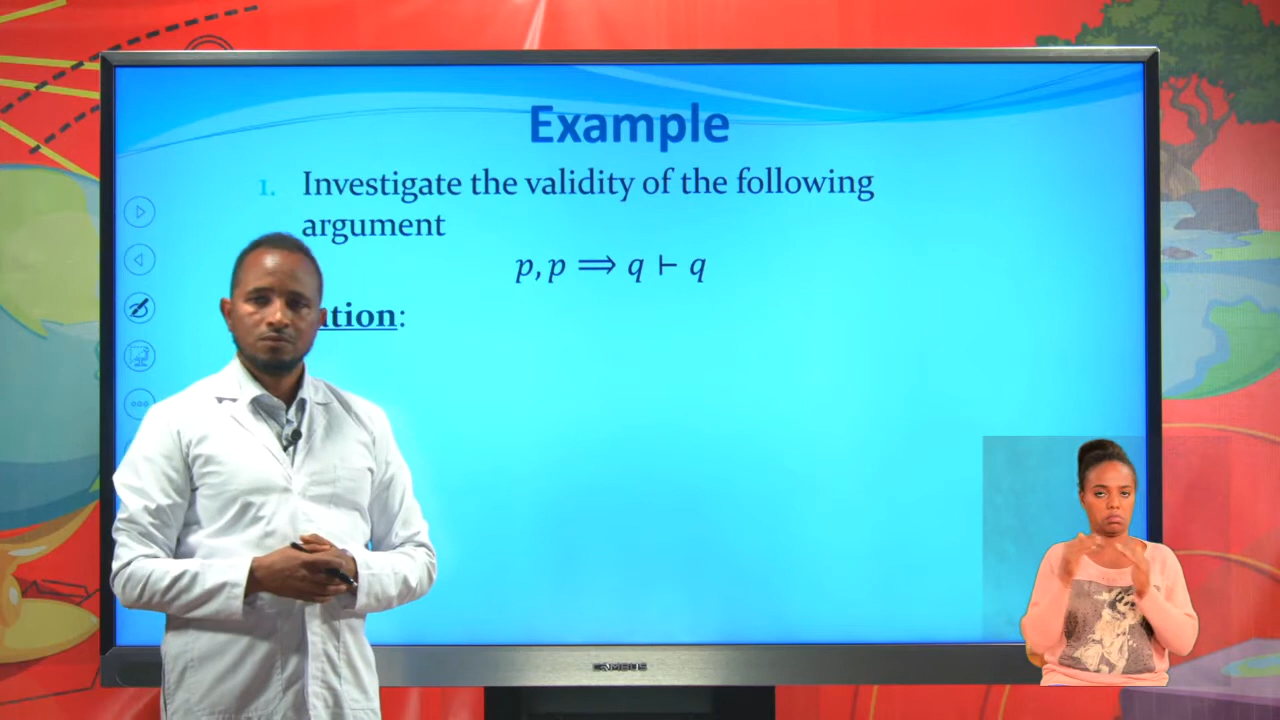 Example
1. Investigate the validity of the following
argument
p, p ⟹ q ⊢ q
ution: